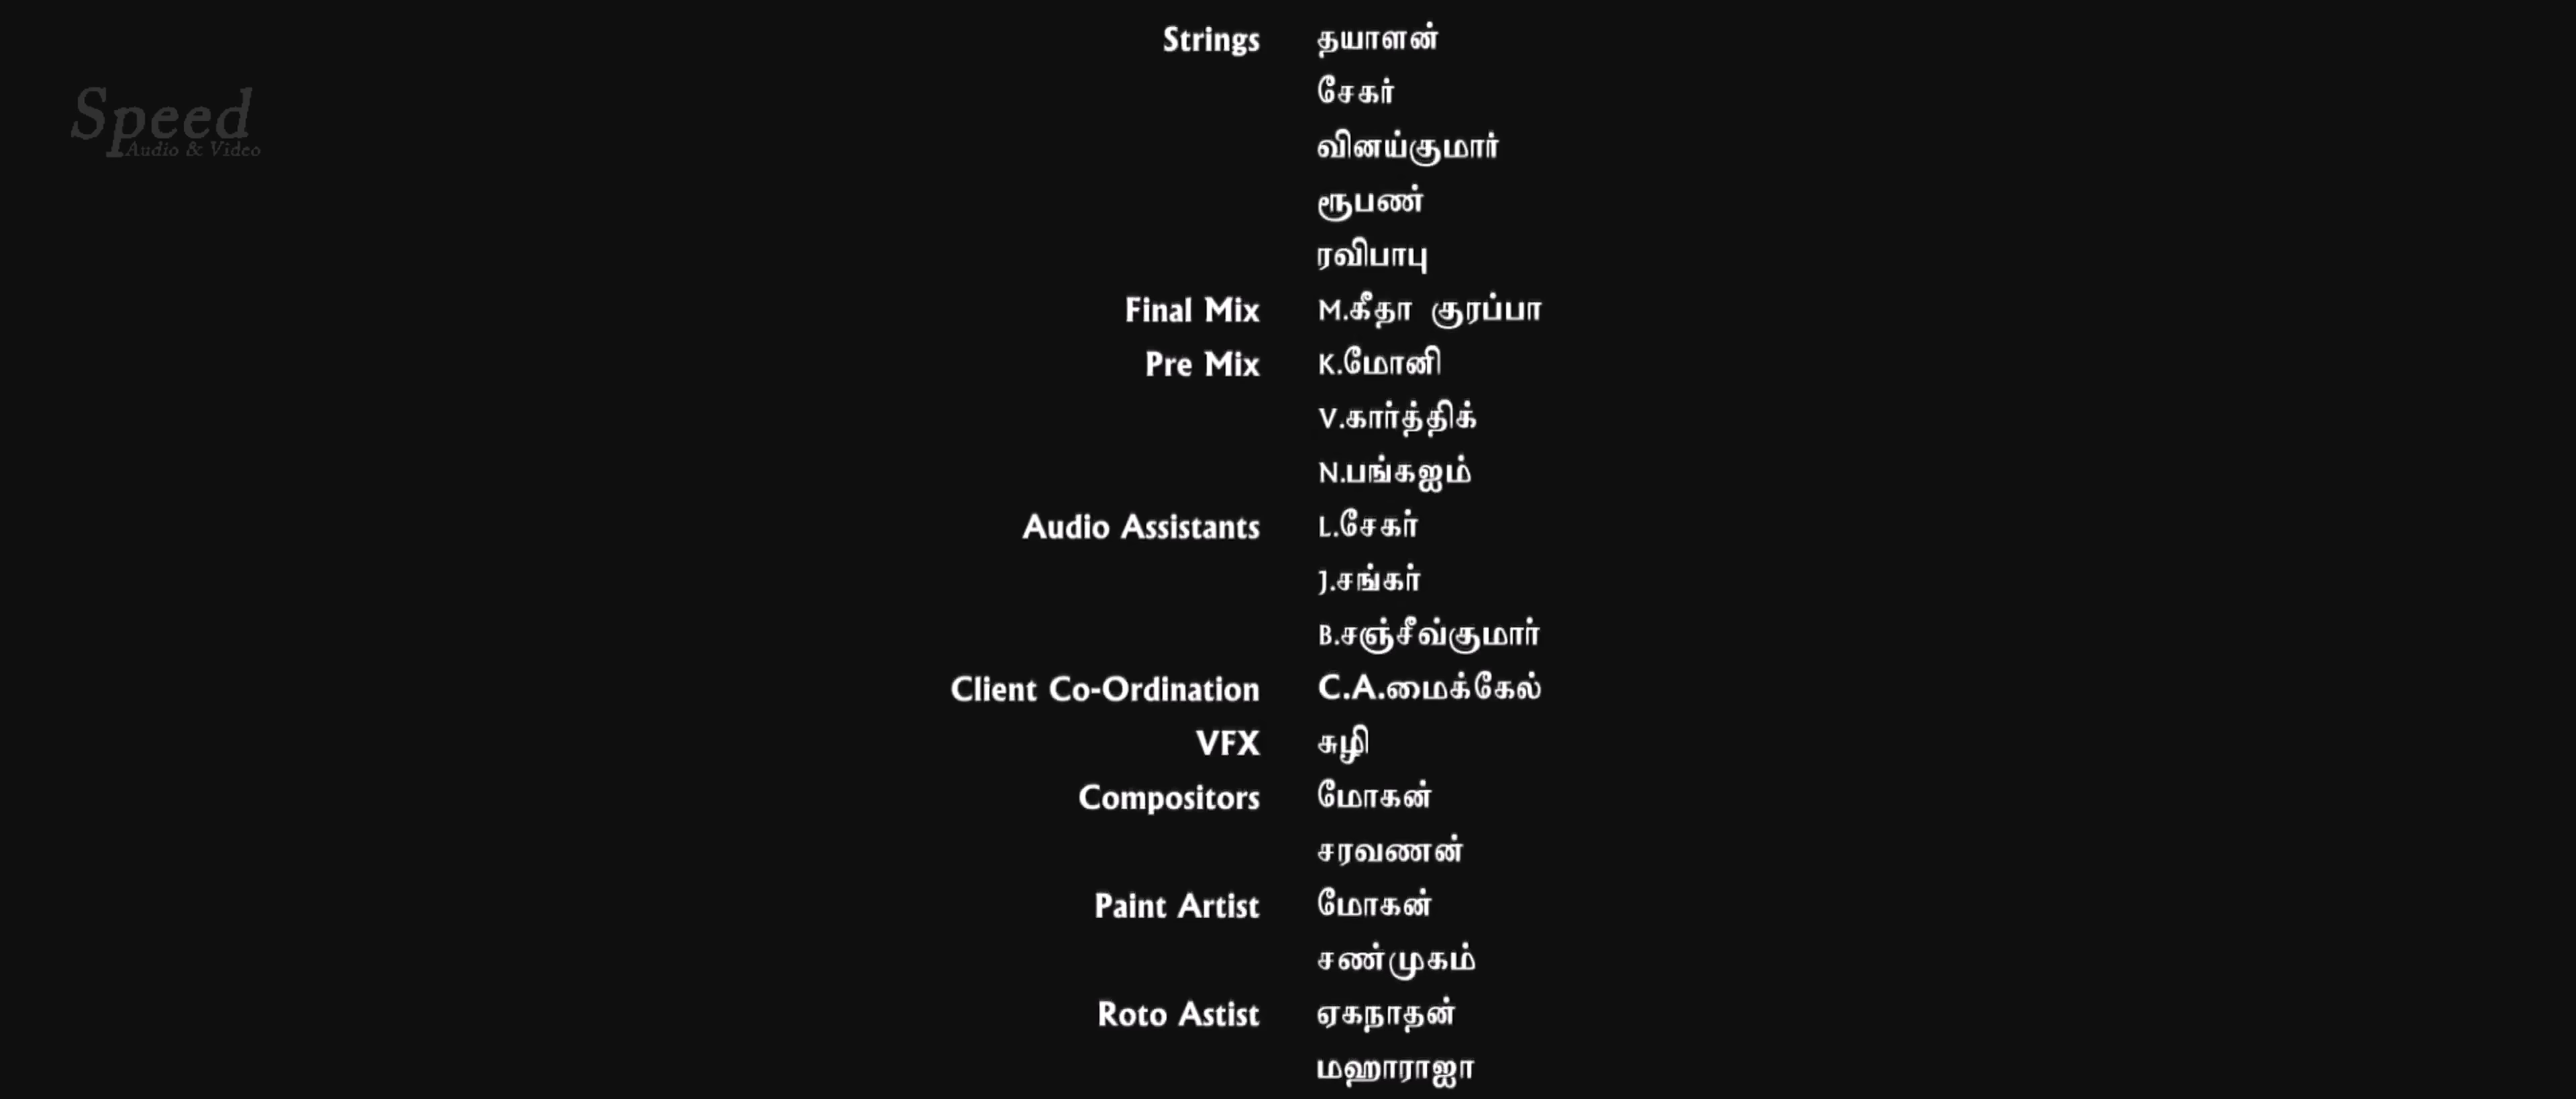 Speed
Audio & Video
Strings தயாளன்
சேகர்
வினய்குமார்
ரூபண்
ரவிபாபு
Final Mix M.கீதா குரப்பா
Pre Mix K.மோனி
V.கார்த்திக்
N.பங்கஜம்
Audio Assistants L.சேகர்
J.சங்கர்
B.சஞ்சீவ்குமார்
Client Co-Ordination C.A.மைக்கேல்
VFX சுழி
Compositors மோகன்
சரவணன்
Paint Artist மோகன்
சண்முகம்
Roto Astist ஏகநாதன்
மஹாராஜா